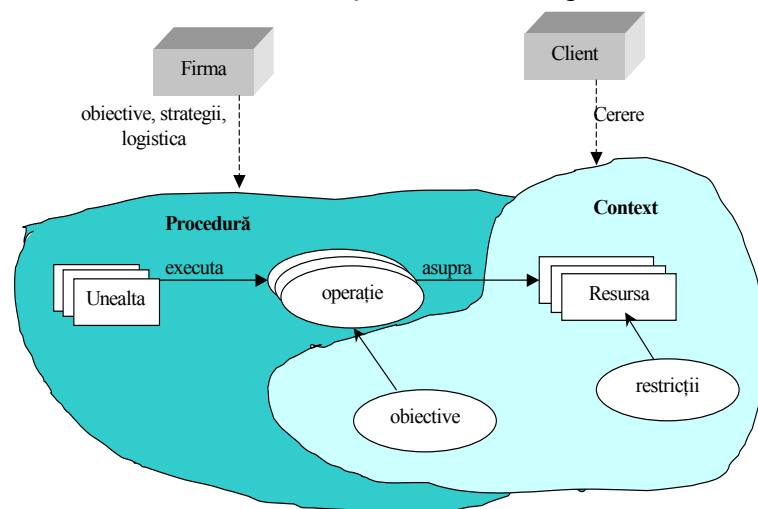 Firma
Client
obiective, strategii,
logistica
Cerere
Procedură
Context
Unealta
executa
operație
asupra
Resursa
obiective
restricții